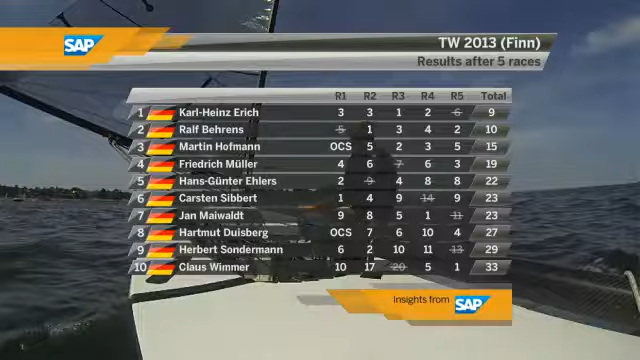 SAP
TW 2013 (Finn)
Results after 5 races
R1 R2 R3 R4 R5 Total
1 Karl-Heinz Erich 3 3 1 2 6 9
2 Ralf Behrens 5 1 3 4 2 10
3 Martin Hofmann OCS 5 2 3 5 15
4 Friedrich Müller 4 6 7 6 3 19
5 Hans-Günter Ehlers 2 9 4 8 8 22
6 Carsten Sibbert 1 4 9 14 9 23
7 Jan Maiwaldt 9 8 5 1 11 23
8 Hartmut Duisberg OCS 7 6 10 4 27
9 Herbert Sondermann 6 2 10 11 13 29
10 Claus Wimmer 10 17 20 5 1 33
Insights from SAP